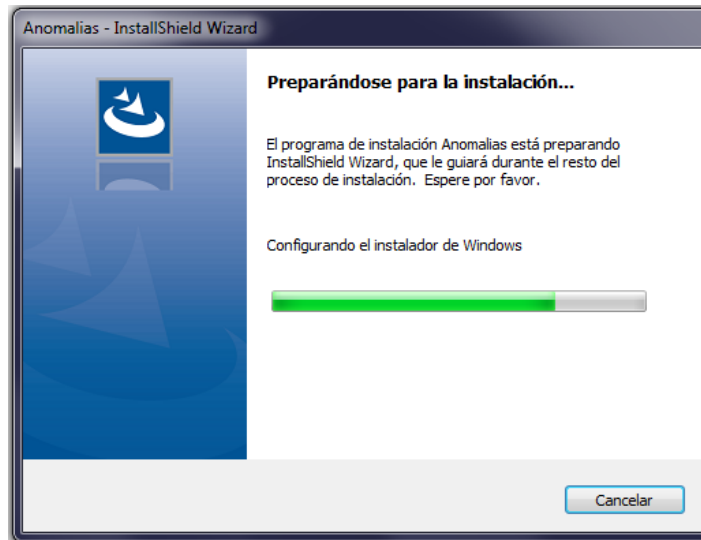 Anomalias - InstallShield Wizard
Preparándose para la instalación...
El programa de instalación Anomalias está preparando
InstallShield Wizard, que le guiará durante el resto del
proceso de instalación.  Espere por favor.
Configurando el instalador de Windows
Cancelar